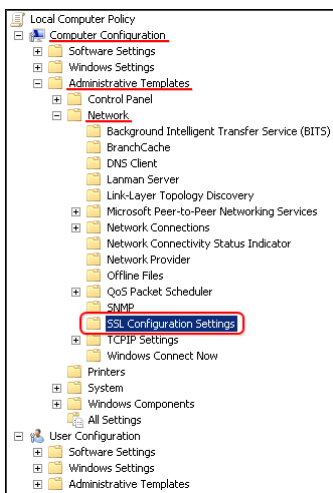 Local Computer Policy
Computer Configuration
Software Settings
Windows Settings
Administrative Templates
Control Panel
Network
Background Intelligent Transfer Service (BITS)
BranchCache
DNS Client
Lanman Server
Link-Layer Topology Discovery
Microsoft Peer-to-Peer Networking Services
Network Connections
Network Connectivity Status Indicator
Network Provider
Offline Files
QoS Packet Scheduler
SNMP
SSL Configuration Settings
TCPIP Settings
Windows Connect Now
Printers
System
Windows Components
All Settings
User Configuration
Software Settings
Windows Settings
Administrative Templates